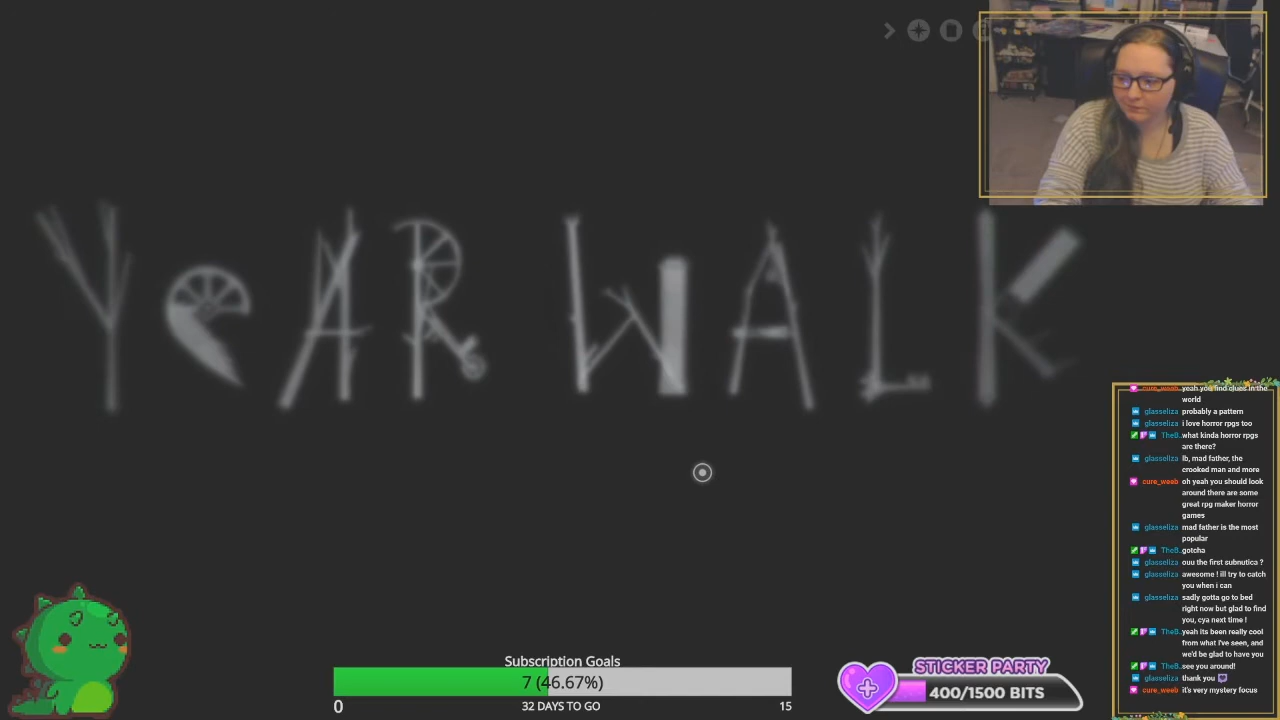 YeAR WALK
yeah you find clues in the
world
glasseliza probably a pattern
glasseliza i love horror rpgs too
TheB.. what kinda horror rpgs
are there?
glasseliza Ib, mad father, the
crooked man and more
cure_weeb oh yeah you should look
around there are some
great rpg maker horror
games
glasseliza mad father is the most
popular
TheB.. gotcha
glasseliza ouu the first subnutica ?
glasseliza awesome ! ill try to catch
you when i can
glasseliza sadly gotta go to bed
right now but glad to find
you, cya next time !
TheB.. yeah its been really cool
from what I've seen, and
we'd be glad to have you
TheB.. see you around!
glasseliza thank you
cure_weeb it's very mystery focus
Subscription Goals
7 (46.67%)
0 32 DAYS TO GO 15
STICKER PARTY
400/1500 BITS